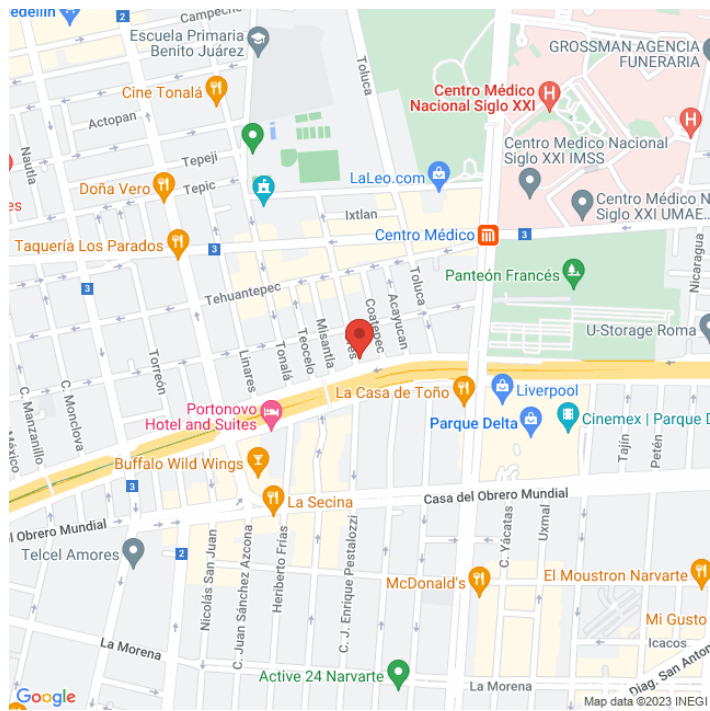 Medellín
Campeche
2
Escuela Primaria
Benito Juárez
Toluca
GROSSMAN AGENCIA
FUNERARIA
Cine Tonalá
Centro Médico
Nacional Siglo XXI
H
H
Actopan
Nautla
Tepeji
Centro Medico Nacional
Siglo XXI IMSS
LaLeo.com
Doña Vero
Tepic
es
Centro Médico N
Siglo XXI UMAE...
Ixtlan
Taquería Los Parados
3
Centro Médico
3
Nicaragua
Panteón Francés
Toluca
3
Tehuantepec
Acayucan
Coatepec
U-Storage Roma
Misantla
Teocelo
Tonalá
Linares
Torreón
C. Monclova
C. Manzanillo
México
La Casa de Toño
Liverpool
Portonovo
Hotel and Suites
Parque Delta
Cinemex | Parque D
Tajín
Petén
Buffalo Wild Wings
3
La Secina
Casa del Obrero Mundial
l Obrero Mundial
C. Yácatas
Uxmal
Telcel Amores
2
Nicolás San Juan
C. Juan Sánchez Azcona
Heriberto Frías
C. J. Enrique Pestalozzi
McDonald's
El Moustron Narvarte
Mi Gusto
Icacos
La Morena
Active 24 Narvarte
La Morena
Diag. San Anton
Google
Map data ©2023 INEGI